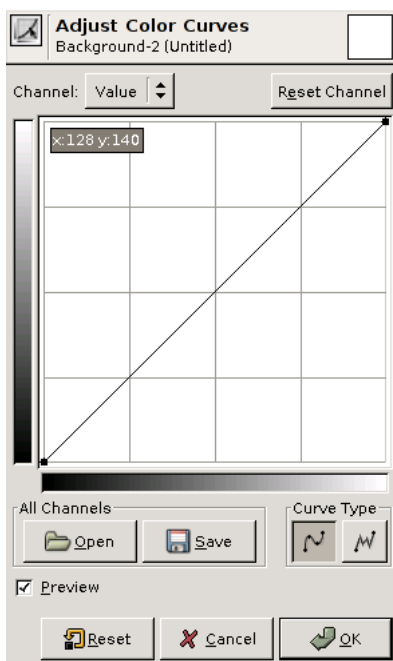 Adjust Color Curves
Background-2 (Untitled)
Channel: Value Reset Channel
x:128 y:140
All Channels Curve Type
Open Save
Preview
Reset Cancel OK